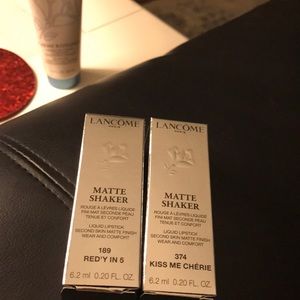 LANCÔME
PARIS
MATTE
SHAKER
ROUGE À LÈVRES LIQUIDE
FINI MAT SECONDE PEAU
TENUE ET CONFORT
LIQUID LIPSTICK
SECOND SKIN MATTE FINISH
WEAR AND COMFORT
189
RED'Y IN 5
6.2 ml 0.20 FL. OZ.
LANCÔME
PARIS
MATTE
SHAKER
ROUGE À LÈVRES LIQUIDE
FINI MAT SECONDE PEAU
TENUE ET CONFORT
LIQUID LIPSTICK
SECOND SKIN MATTE FINISH
WEAR AND COMFORT
374
KISS ME CHÉRIE
6.2 ml 0.20 FL. OZ.